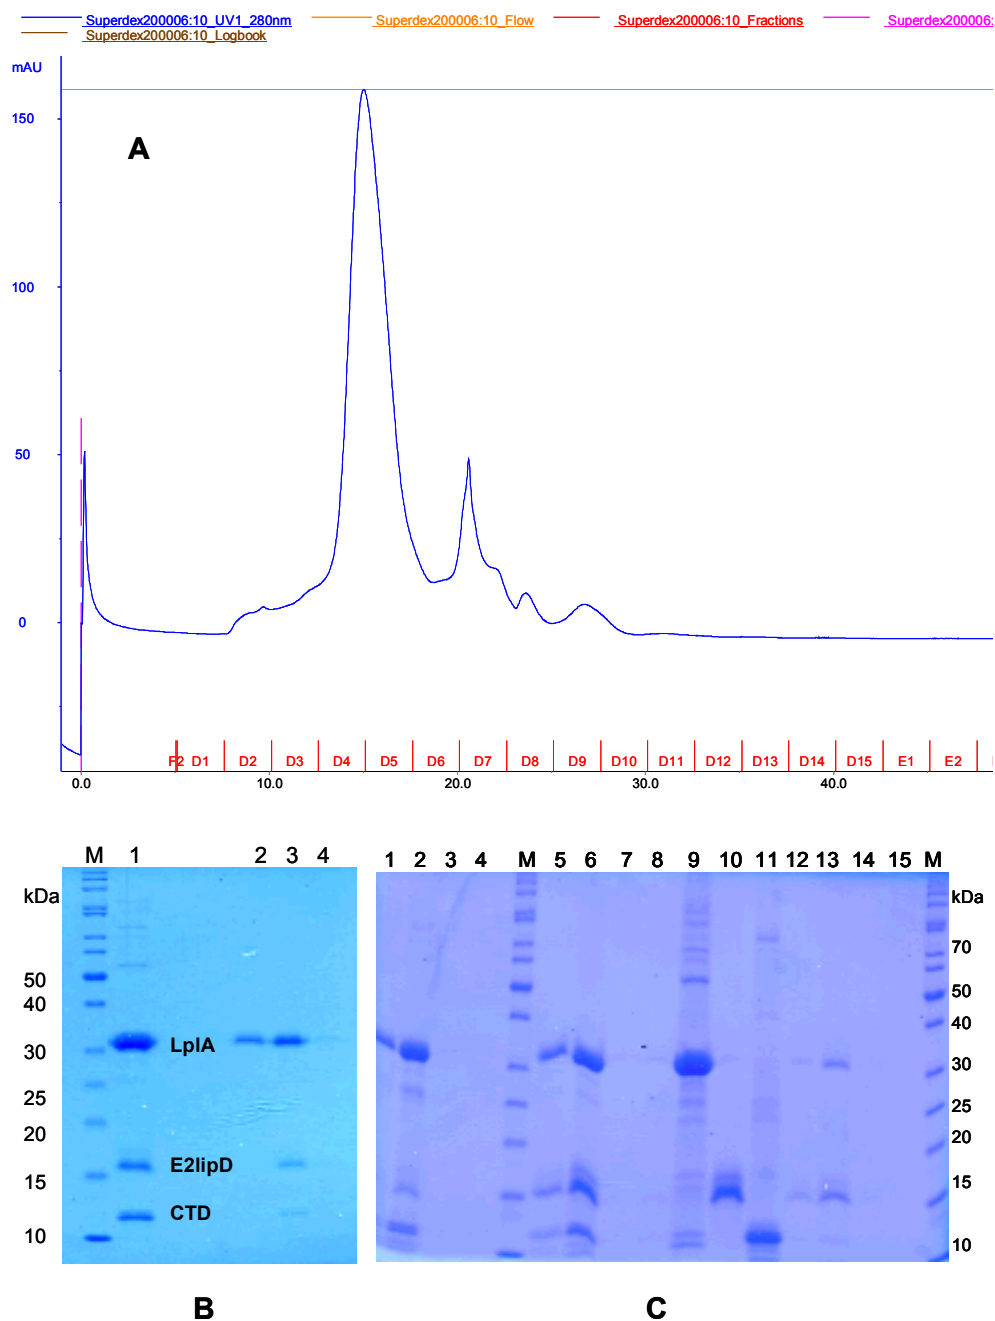 Superdex200006:10_UV1_280nm Superdex200006:10_Flow Superdex200006:10_Fractions Superdex200006:
Superdex200006:10_Logbook
mAU
150
A
100
50
0
F2 D1 D2 D3 D4 D5 D6 D7 D8 D9 D10 D11 D12 D13 D14 D15 E1 E2
0.0 10.0 20.0 30.0 40.0
M 1 2 3 4
kDa
50
40
LplA
30
25
20
E2lipD
15
CTD
10
B
1 2 3 4 M 5 6 7 8 9 10 11 12 13 14 15 M
kDa
70
50
40
30
25
20
15
10
C